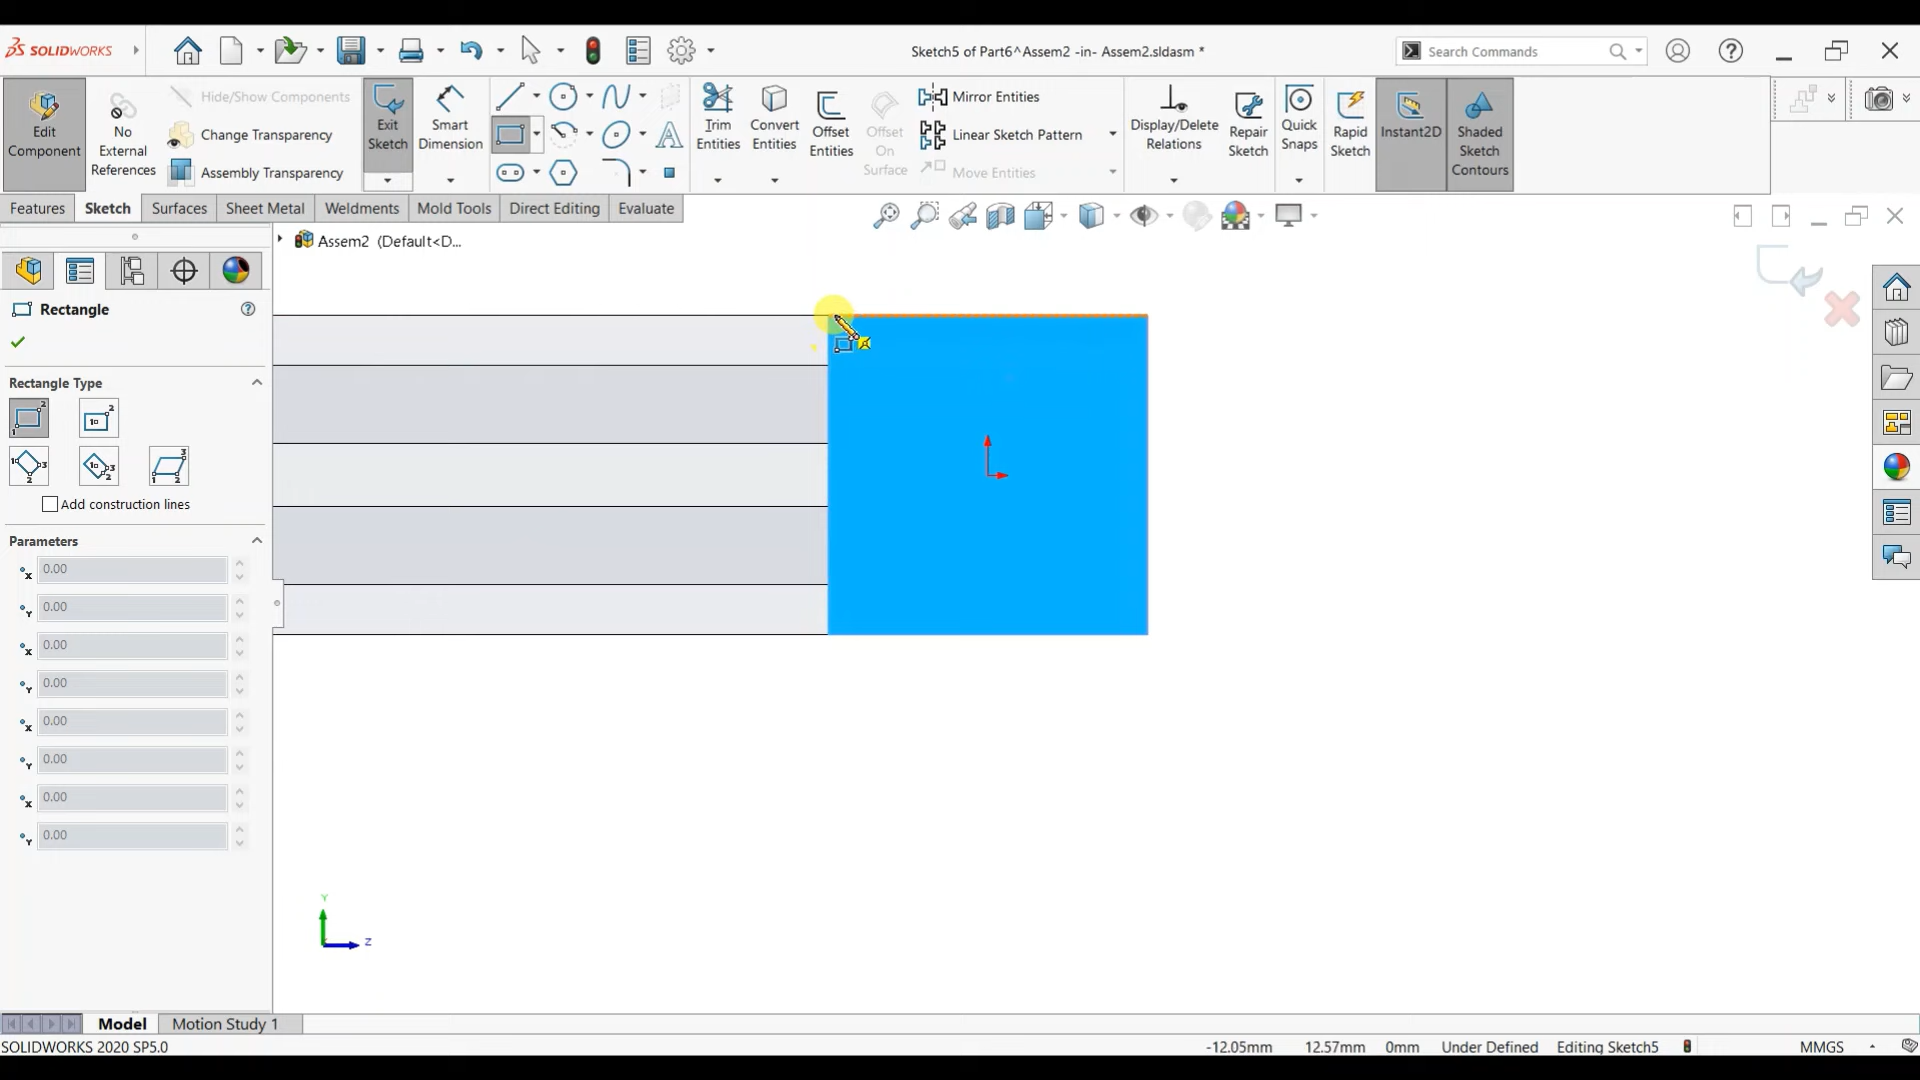 SOLIDWORKS
Sketch5 of Part6^Assem2 -in- Assem2.sldasm *
Search Commands
Edit Component
No External References
Hide/Show Components
Change Transparency
Assembly Transparency
Exit Sketch
Smart Dimension
Trim Entities
Convert Entities
Offset Entities
Offset On Surface
Mirror Entities
Linear Sketch Pattern
Move Entities
Display/Delete Relations
Repair Sketch
Quick Snaps
Rapid Sketch
Instant2D
Shaded Sketch Contours
Features
Sketch
Surfaces
Sheet Metal
Weldments
Mold Tools
Direct Editing
Evaluate
Assem2 (Default<D...
Rectangle
Rectangle Type
Add construction lines
Parameters
x 0.00
Y 0.00
x 0.00
Y 0.00
x 0.00
Y 0.00
x 0.00
Y 0.00
Y
Z
Model
Motion Study 1
SOLIDWORKS 2020 SP5.0
-12.05mm
12.57mm
0mm
Under Defined
Editing Sketch5
MMGS